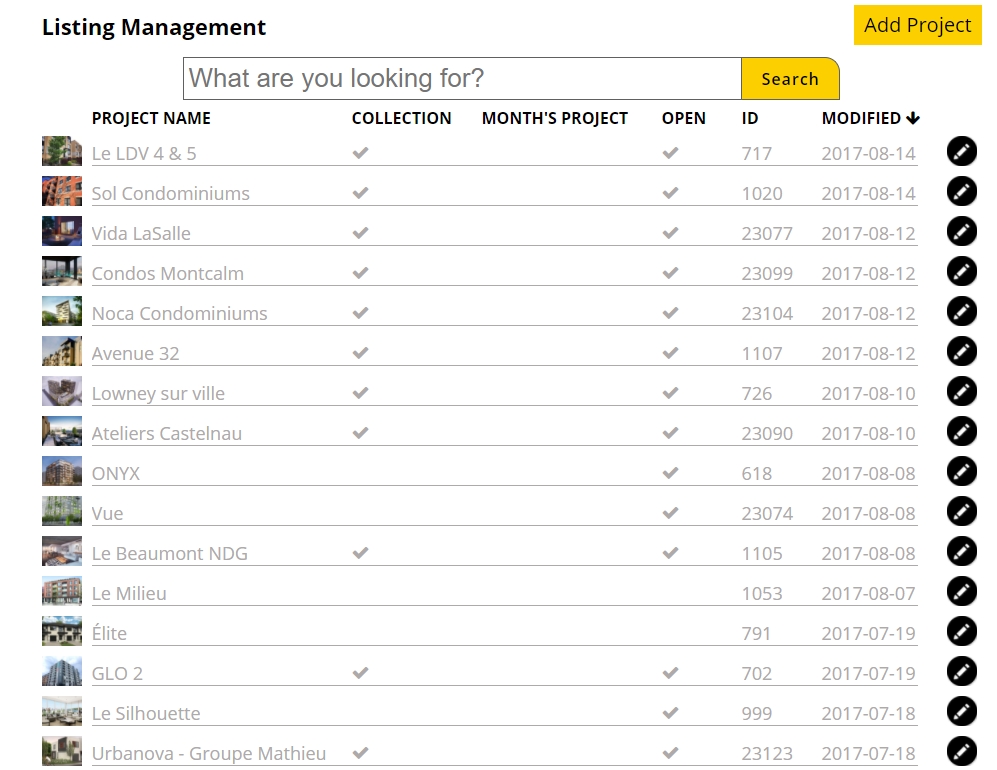 Listing Management
Add Project
What are you looking for?
Search
PROJECT NAME COLLECTION MONTH'S PROJECT OPEN ID MODIFIED
Le LDV 4 & 5 717 2017-08-14
Sol Condominiums 1020 2017-08-14
Vida LaSalle 23077 2017-08-12
Condos Montcalm 23099 2017-08-12
Noca Condominiums 23104 2017-08-12
Avenue 32 1107 2017-08-12
Lowney sur ville 726 2017-08-10
Ateliers Castelnau 23090 2017-08-10
ONYX 618 2017-08-08
Vue 23074 2017-08-08
Le Beaumont NDG 1105 2017-08-08
Le Milieu 1053 2017-08-07
Élite 791 2017-07-19
GLO 2 702 2017-07-19
Le Silhouette 999 2017-07-18
Urbanova - Groupe Mathieu 23123 2017-07-18